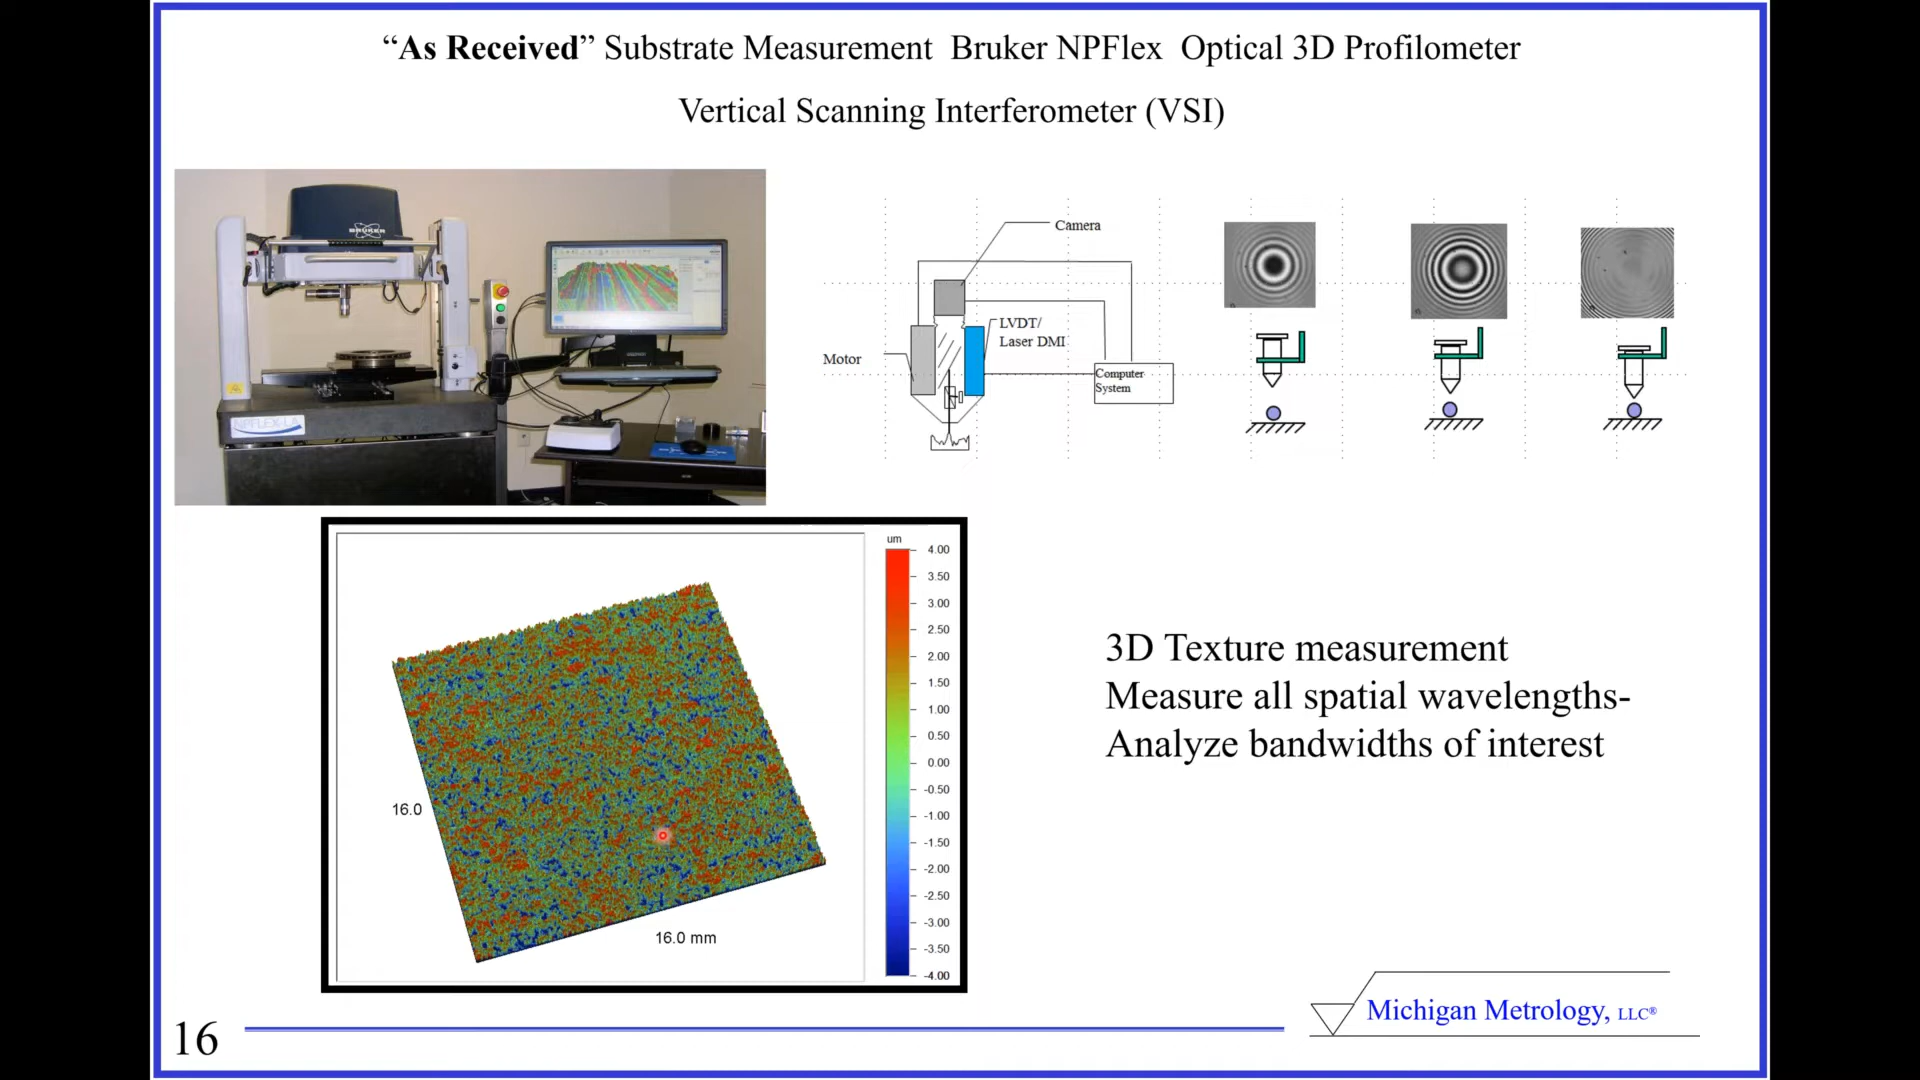 “As Received” Substrate Measurement Bruker NPFlex Optical 3D Profilometer
Vertical Scanning Interferometer (VSI)
BRUKER
NPFLEX-LA
Camera
LVDT/
Laser DMI
Motor
Computer
System
um
4.00
3.50
3.00
2.50
2.00
1.50
1.00
0.50
0.00
-0.50
-1.00
-1.50
-2.00
-2.50
-3.00
-3.50
-4.00
16.0
16.0 mm
3D Texture measurement
Measure all spatial wavelengths-
Analyze bandwidths of interest
16
Michigan Metrology, LLC®